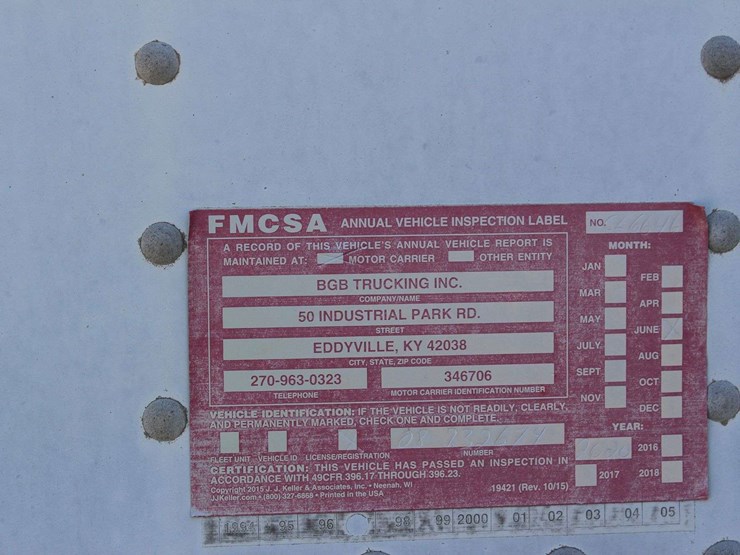 FMCSA ANNUAL VEHICLE INSPECTION LABEL NO.
A RECORD OF THIS VEHICLE'S ANNUAL VEHICLE REPORT IS
MAINTAINED AT: MOTOR CARRIER OTHER ENTITY
BGB TRUCKING INC.
COMPANY/NAME
50 INDUSTRIAL PARK RD.
STREET
EDDYVILLE, KY 42038
CITY, STATE, ZIP CODE
270-963-0323 346706
TELEPHONE MOTOR CARRIER IDENTIFICATION NUMBER
VEHICLE IDENTIFICATION: IF THE VEHICLE IS NOT READILY, CLEARLY,
AND PERMANENTLY MARKED, CHECK ONE AND COMPLETE.
FLEET UNIT VEHICLE ID LICENSE/REGISTRATION NUMBER
CERTIFICATION: THIS VEHICLE HAS PASSED AN INSPECTION IN
ACCORDANCE WITH 49CFR 396.17 THROUGH 396.23.
Copyright 2015 J. J. Keller & Associates, Inc. • Neenah, WI
JJKeller.com • (800) 327-6868 • Printed in the USA
19421 (Rev. 10/15)
MONTH:
JAN FEB
MAR APR
MAY JUNE
JULY AUG
SEPT OCT
NOV DEC
YEAR:
2016
2017 2018
1994 95 96 98 99 2000 01 02 03 04 05